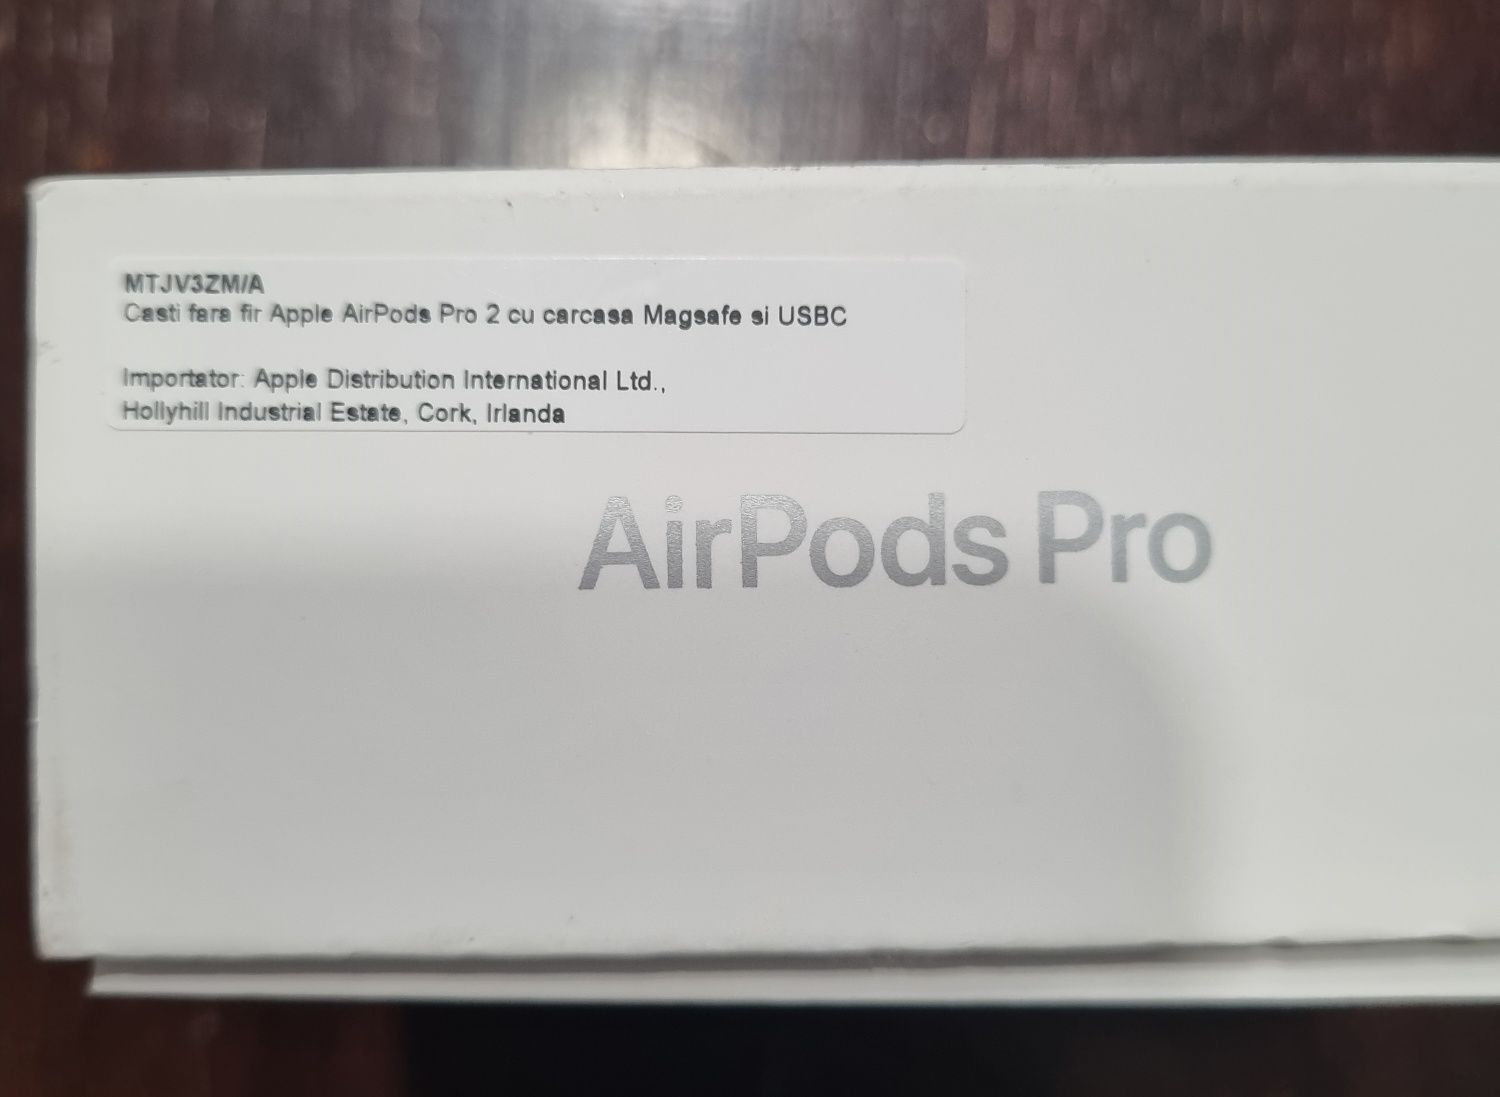 MTJV3ZM/A
Casti fara fir Apple AirPods Pro 2 cu carcasa Magsafe si USBC
Importator: Apple Distribution International Ltd.,
Hollyhill Industrial Estate, Cork, Irlanda
AirPods Pro